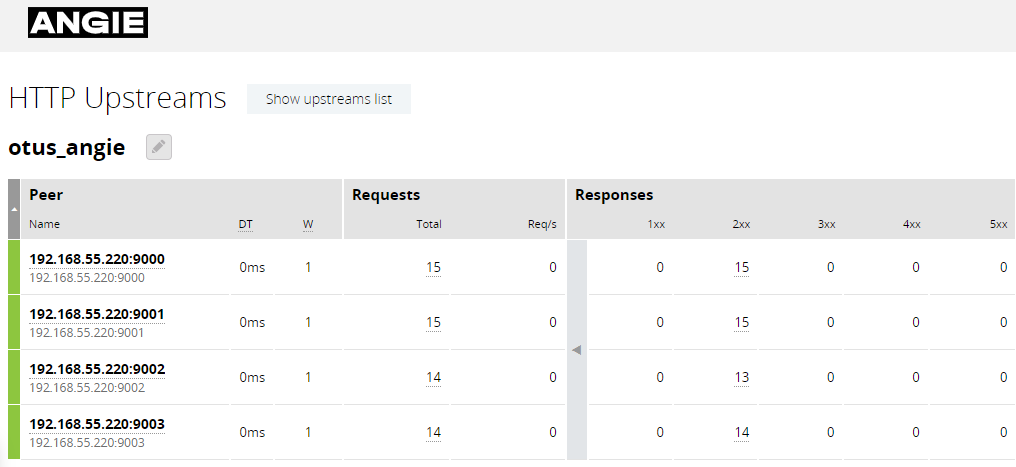 ANGIE
HTTP Upstreams Show upstreams list
otus_angie
Peer Requests Responses
Name DT W Total Req/s 1xx 2xx 3xx 4xx 5xx
192.168.55.220:9000
192.168.55.220:9000
0ms 1 15 0 0 15 0 0 0
192.168.55.220:9001
192.168.55.220:9001
0ms 1 15 0 0 15 0 0 0
192.168.55.220:9002
192.168.55.220:9002
0ms 1 14 0 0 13 0 0 0
192.168.55.220:9003
192.168.55.220:9003
0ms 1 14 0 0 14 0 0 0